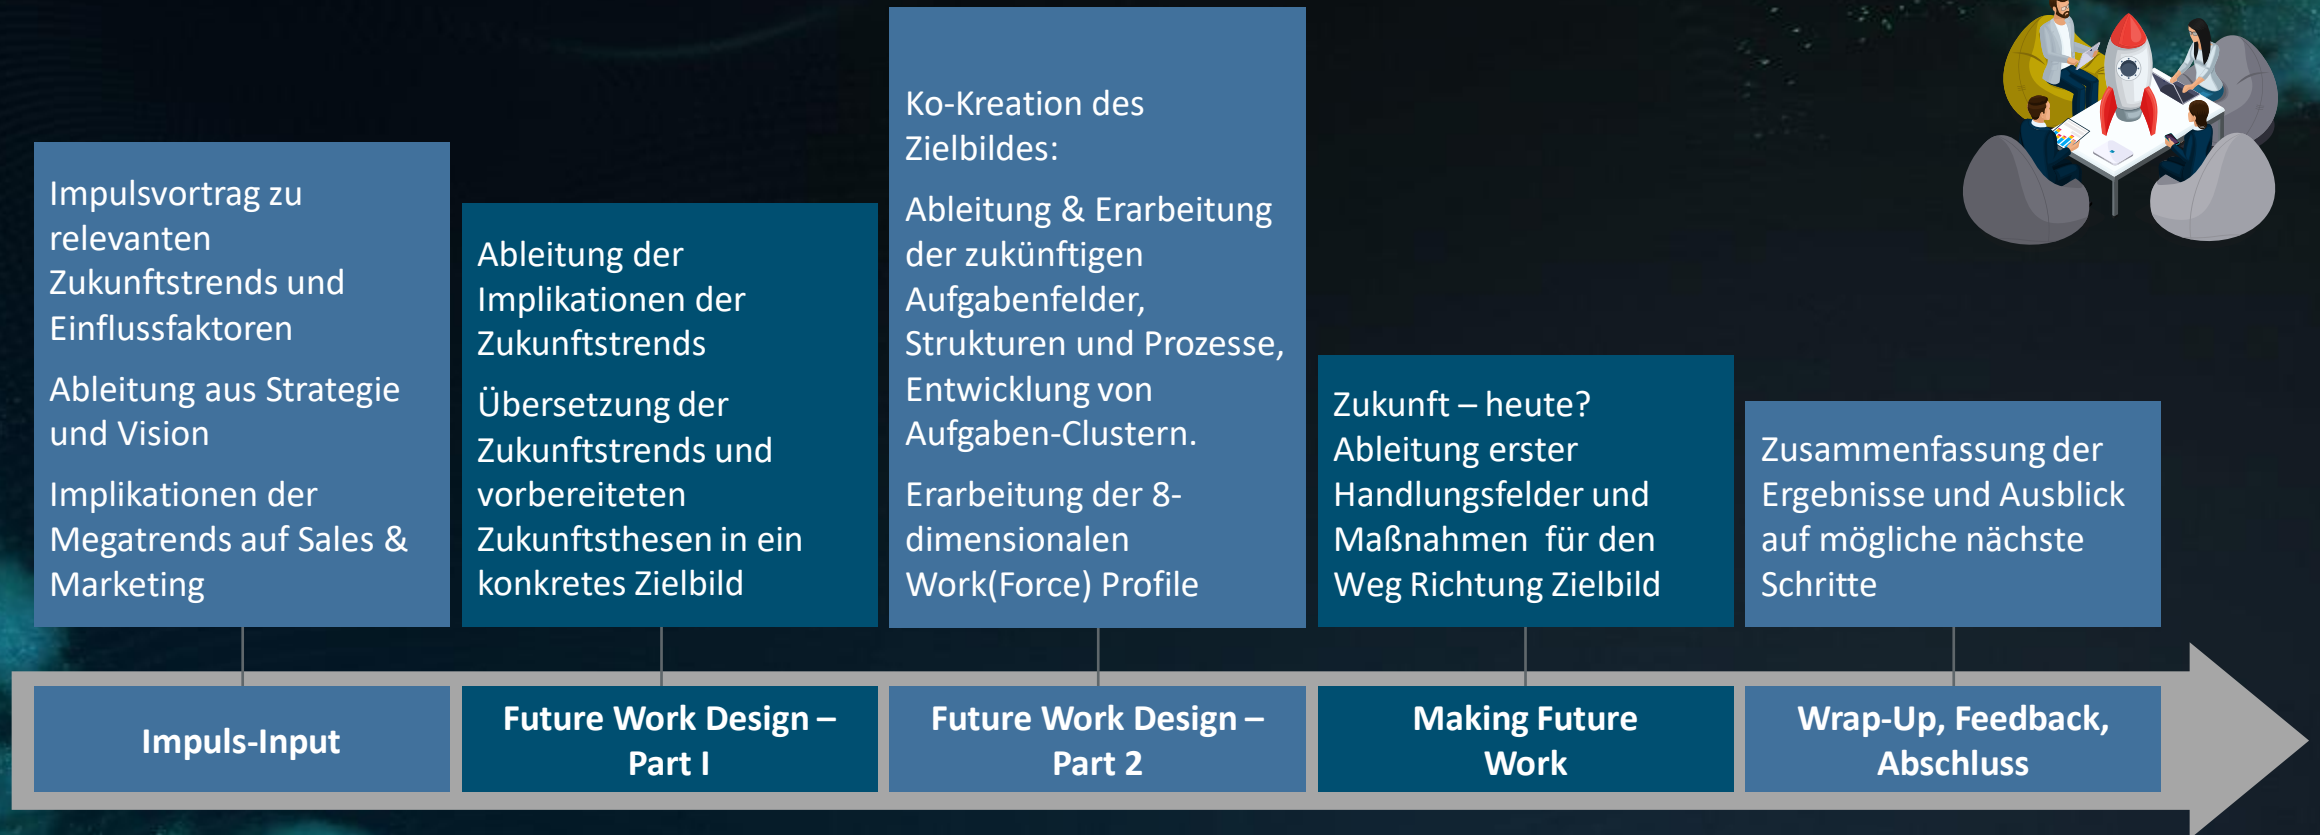 Impulsvortrag zu
relevanten
Zukunftstrends und
Einflussfaktoren
Ableitung aus Strategie
und Vision
Implikationen der
Megatrends auf Sales &
Marketing
Impuls-Input
Ableitung der
Implikationen der
Zukunftstrends
Übersetzung der
Zukunftstrends und
vorbereiteten
Zukunftsthesen in ein
konkretes Zielbild
Future Work Design –
Part I
Ko-Kreation des
Zielbildes:
Ableitung & Erarbeitung
der zukünftigen
Aufgabenfelder,
Strukturen und Prozesse,
Entwicklung von
Aufgaben-Clustern.
Erarbeitung der 8-
dimensionalen
Work(Force) Profile
Future Work Design –
Part 2
Zukunft – heute?
Ableitung erster
Handlungsfelder und
Maßnahmen  für den
Weg Richtung Zielbild
Making Future
Work
Zusammenfassung der
Ergebnisse und Ausblick
auf mögliche nächste
Schritte
Wrap-Up, Feedback,
Abschluss